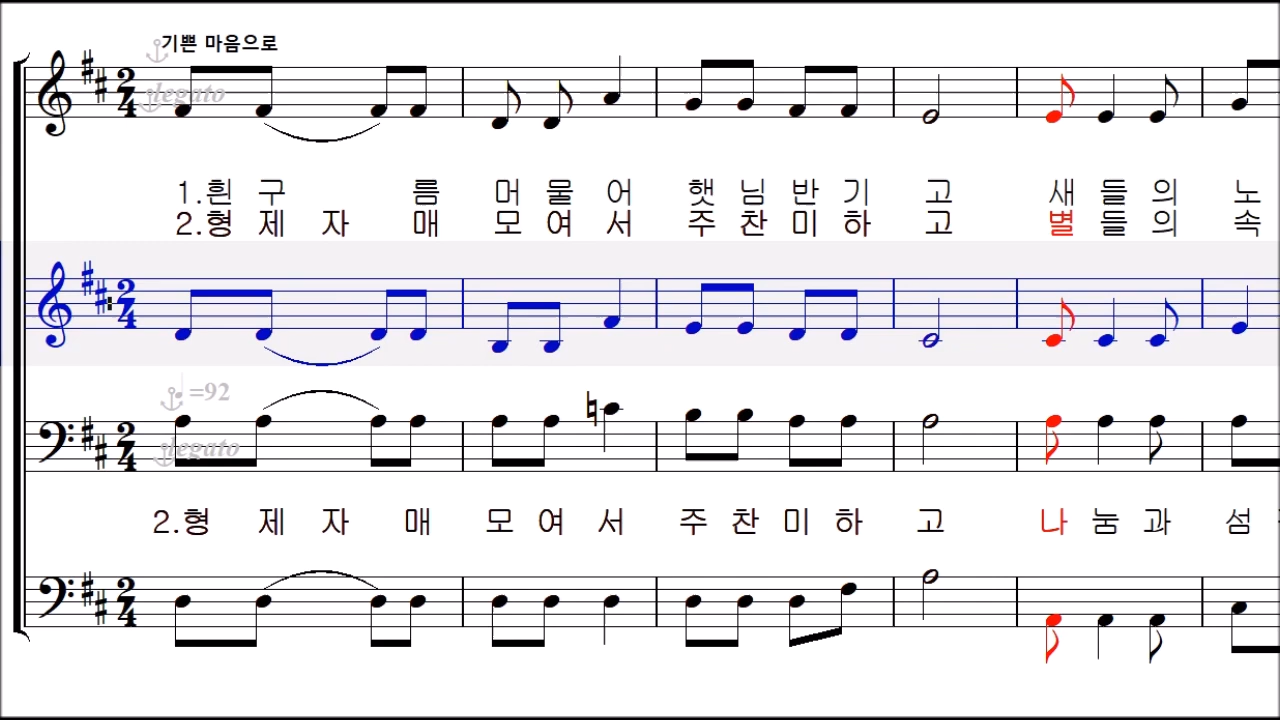 기쁜 마음으로
legato
1.흰 구 름 머 물 어 햇 님 반 기 고 새 들 의 노
2.형 제 자 매 모 여 서 주 찬 미 하 고 별 들 의 속
=92
legato
2.형 제 자 매 모 여 서 주 찬 미 하 고 나 눔 과 섬